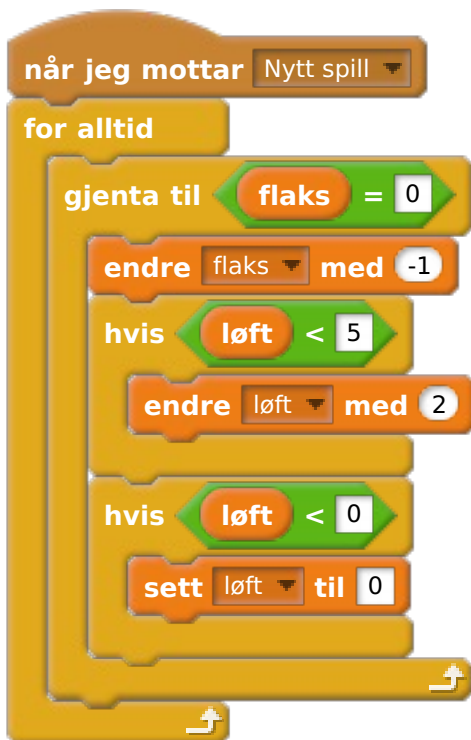 når jeg mottar Nytt spill
for alltid
gjenta til flaks = 0
endre flaks med -1
hvis løft < 5
endre løft med 2
hvis løft < 0
sett løft til 0